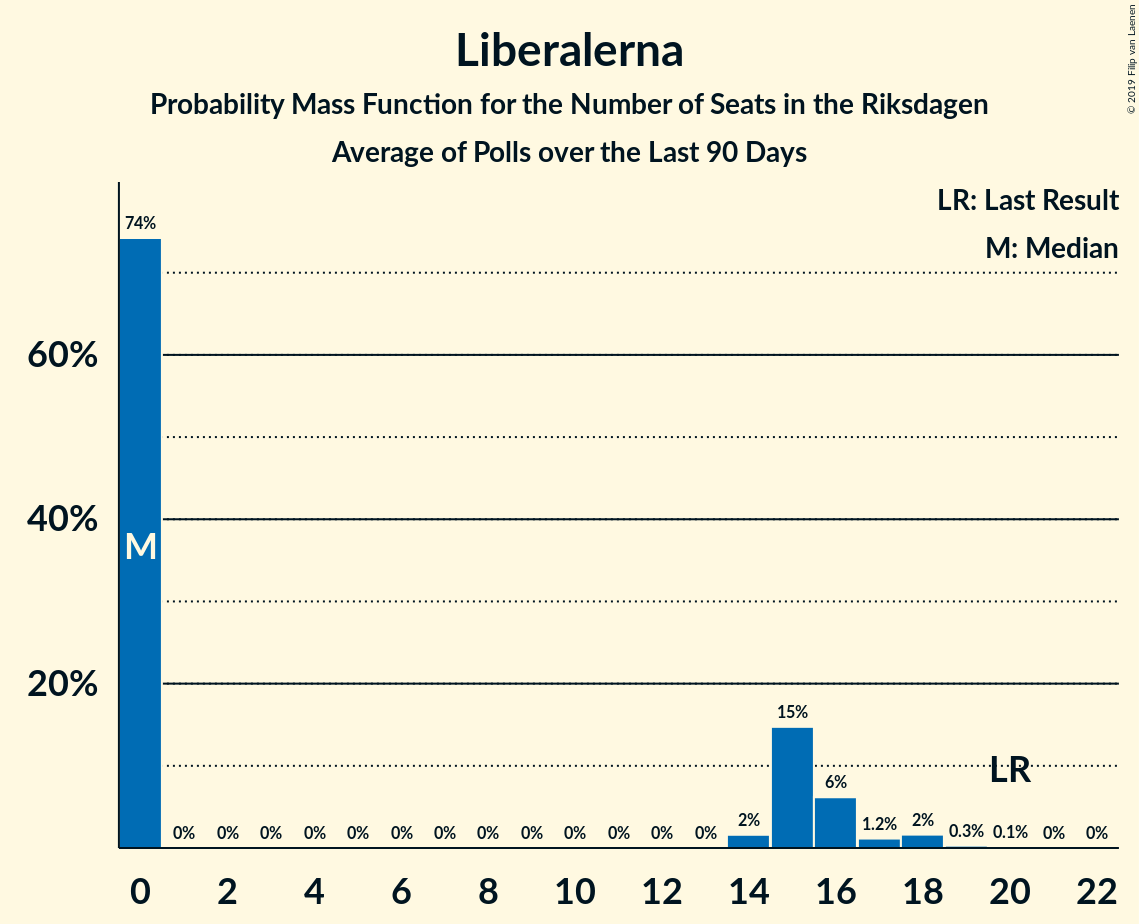 Liberalerna
Probability Mass Function for the Number of Seats in the Riksdagen
Average of Polls over the Last 90 Days
© 2019 Filip van Laenen
LR: Last Result
M: Median
74%
60%
40%
20%
M
0% 0% 0% 0% 0% 0% 0% 0% 0% 0% 0% 0% 0% 2% 15% 6% 1.2% 2% 0.3% 0.1% 0% 0%
LR
0 2 4 6 8 10 12 14 16 18 20 22